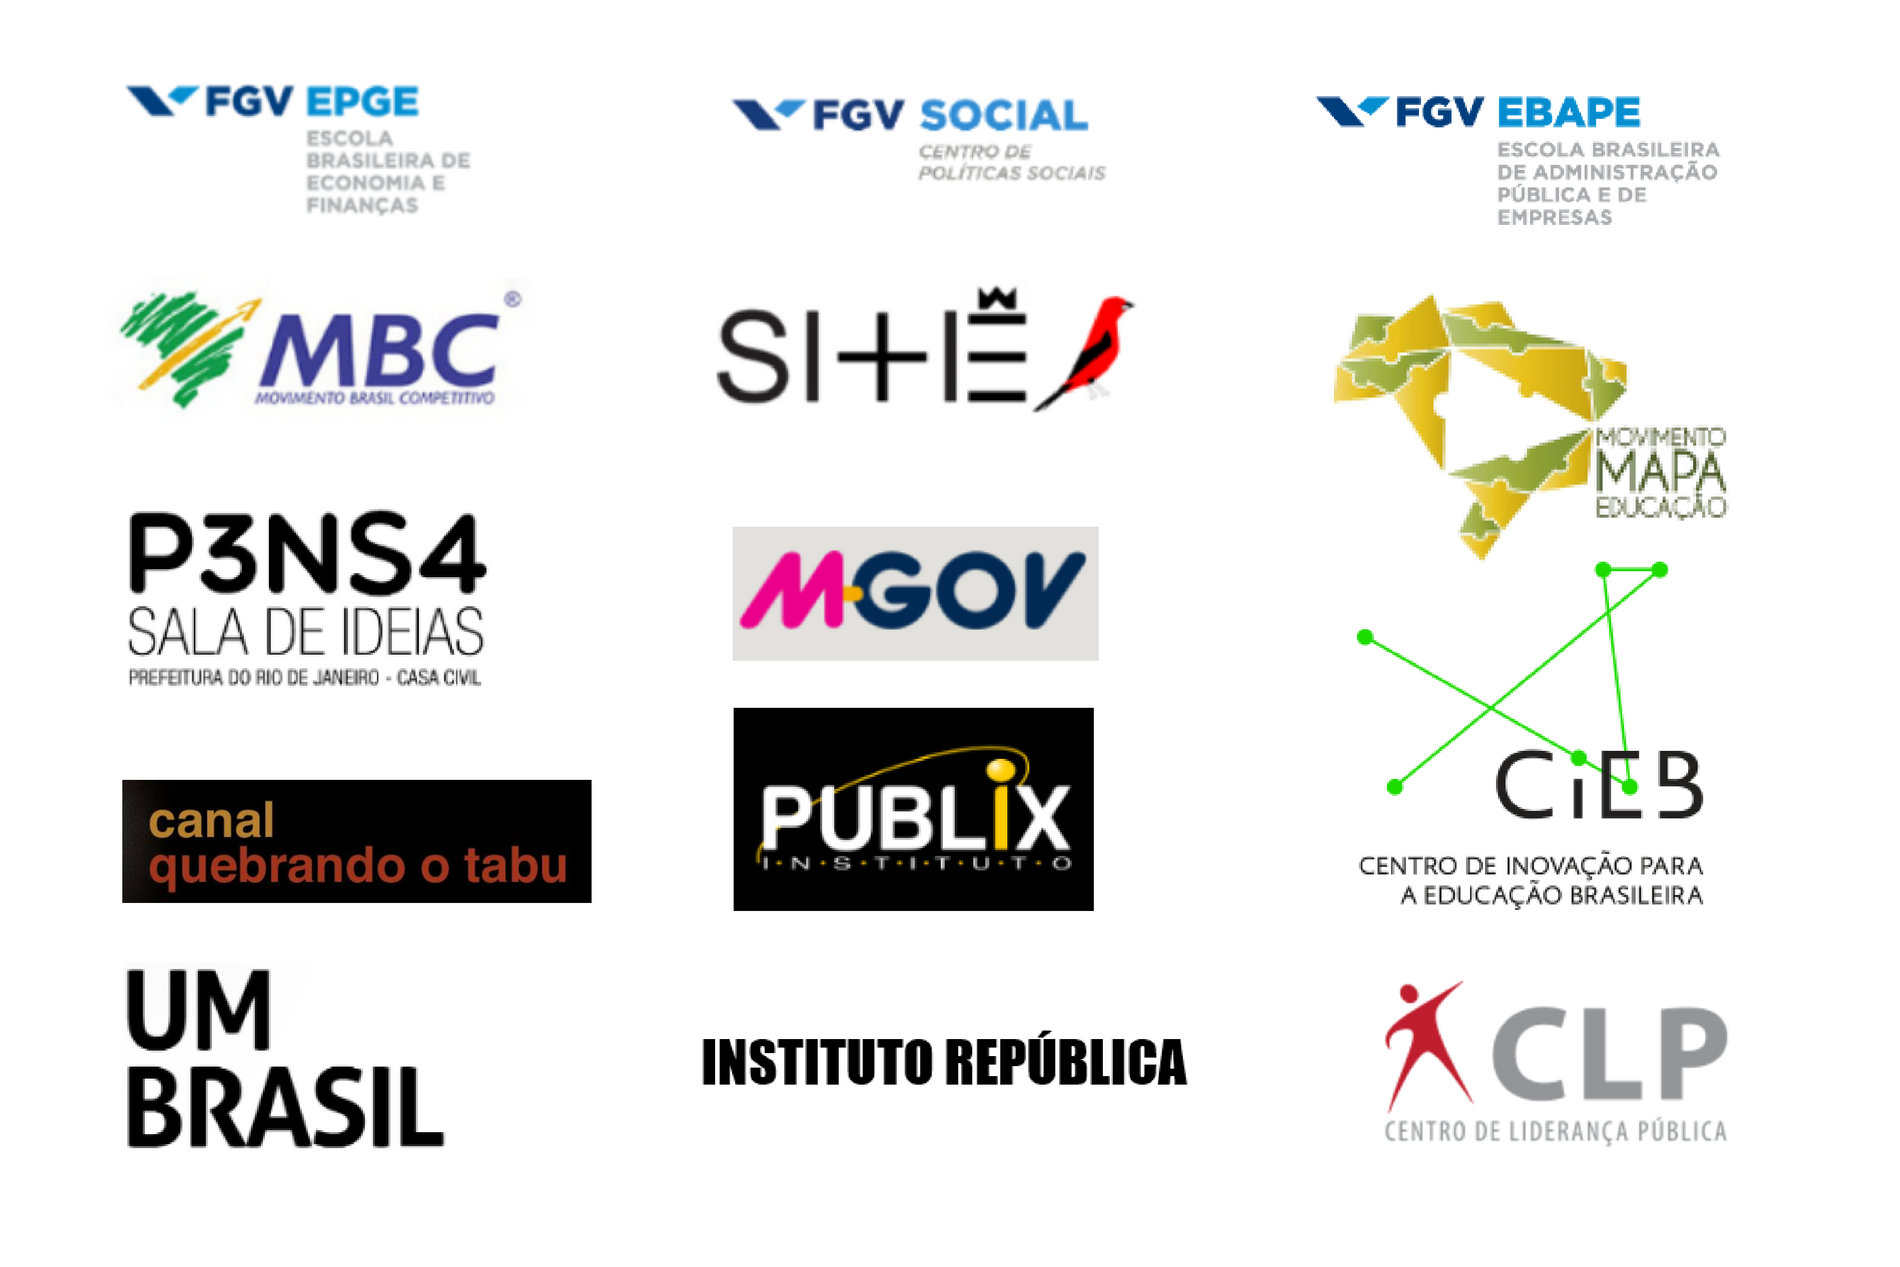 FGV EPGE
ESCOLA
BRASILEIRA DE
ECONOMIA E
FINANÇAS
FGV SOCIAL
CENTRO DE
POLÍTICAS SOCIAIS
FGV EBAPE
ESCOLA BRASILEIRA
DE ADMINISTRAÇÃO
PÚBLICA E DE
EMPRESAS
MBC ®
MOVIMENTO BRASIL COMPETITIVO
SI+E
MOVIMENTO
MAPA
EDUCAÇÃO
P3NS4
SALA DE IDEIAS
PREFEITURA DO RIO DE JANEIRO - CASA CIVIL
M-GOV
canal
quebrando o tabu
PUBLiX
I·N·S·T·I·T·U·T·O
CiEB
CENTRO DE INOVAÇÃO PARA
A EDUCAÇÃO BRASILEIRA
UM
BRASIL
INSTITUTO REPÚBLICA
CLP
CENTRO DE LIDERANÇA PÚBLICA